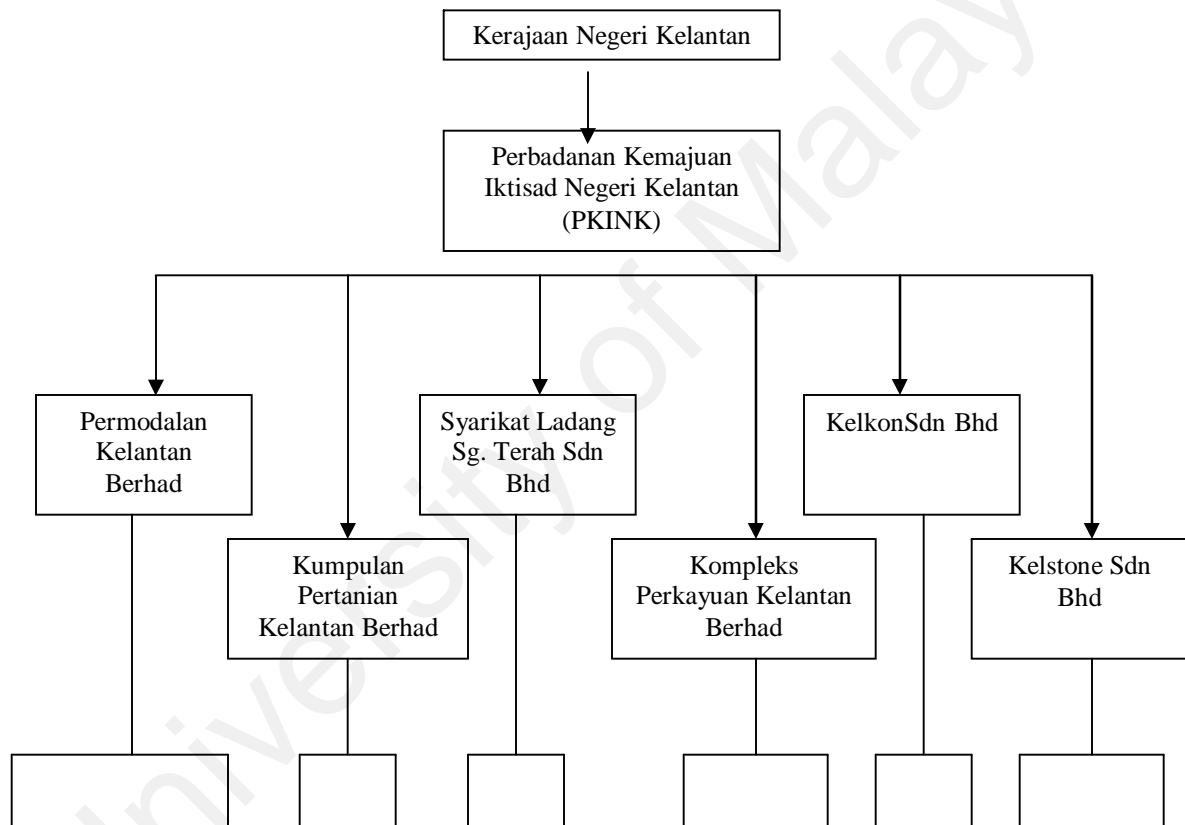 Kerajaan Negeri Kelantan
Perbadanan Kemajuan
Iktisad Negeri Kelantan
(PKINK)
Permodalan
Kelantan
Berhad
Syarikat Ladang
Sg. Terah Sdn
Bhd
KelkonSdn Bhd
Kumpulan
Pertanian
Kelantan Berhad
Kompleks
Perkayuan Kelantan
Berhad
Kelstone Sdn
Bhd
University of Malay